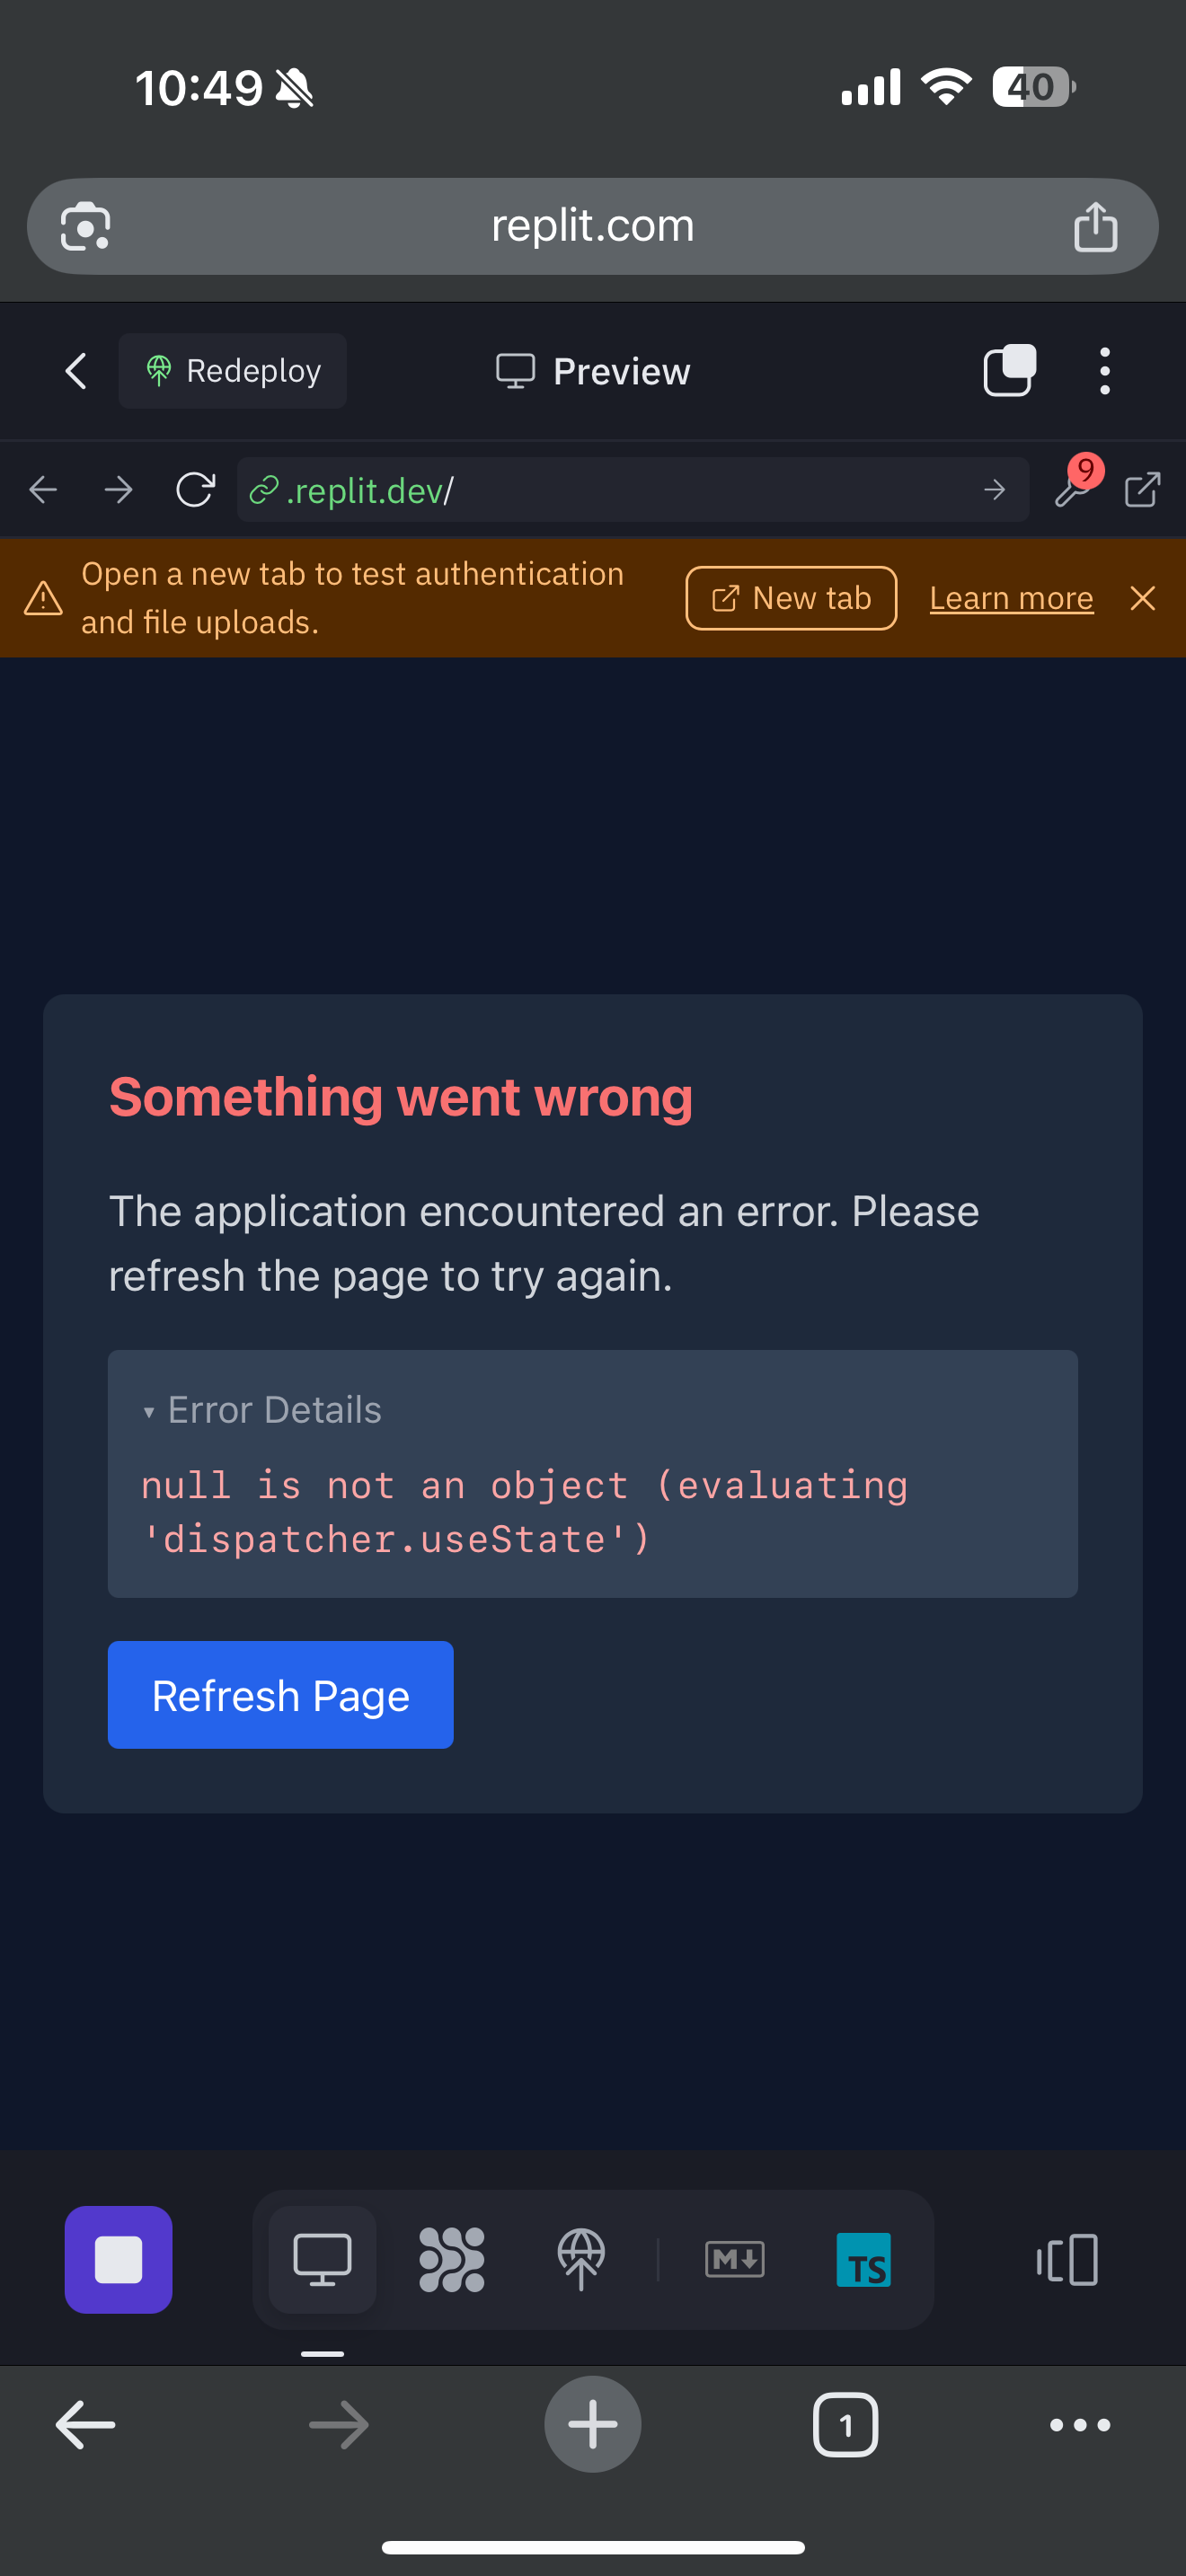 10:49
40
replit.com
Redeploy
Preview
.replit.dev/
9
Open a new tab to test authentication
and file uploads.
New tab
Learn more
Something went wrong
The application encountered an error. Please
refresh the page to try again.
▾ Error Details
null is not an object (evaluating
'dispatcher.useState')
Refresh Page
M
TS
1